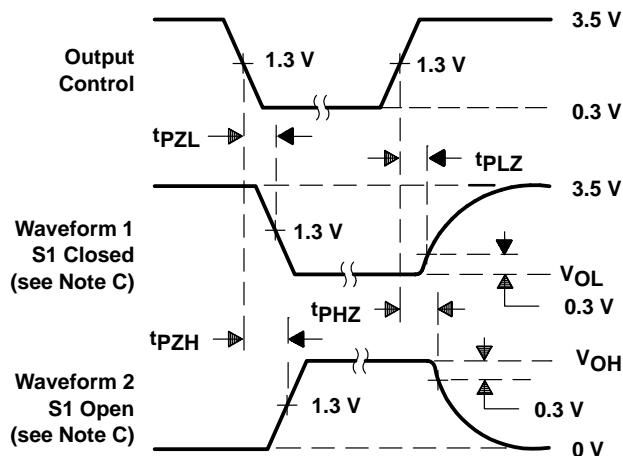 3.5 V
Output
Control
1.3 V
1.3 V
0.3 V
tPZL
tPLZ
3.5 V
Waveform 1
S1 Closed
(see Note C)
1.3 V
VOL
0.3 V
tPHZ
tPZH
VOH
Waveform 2
S1 Open
(see Note C)
1.3 V
0.3 V
0 V